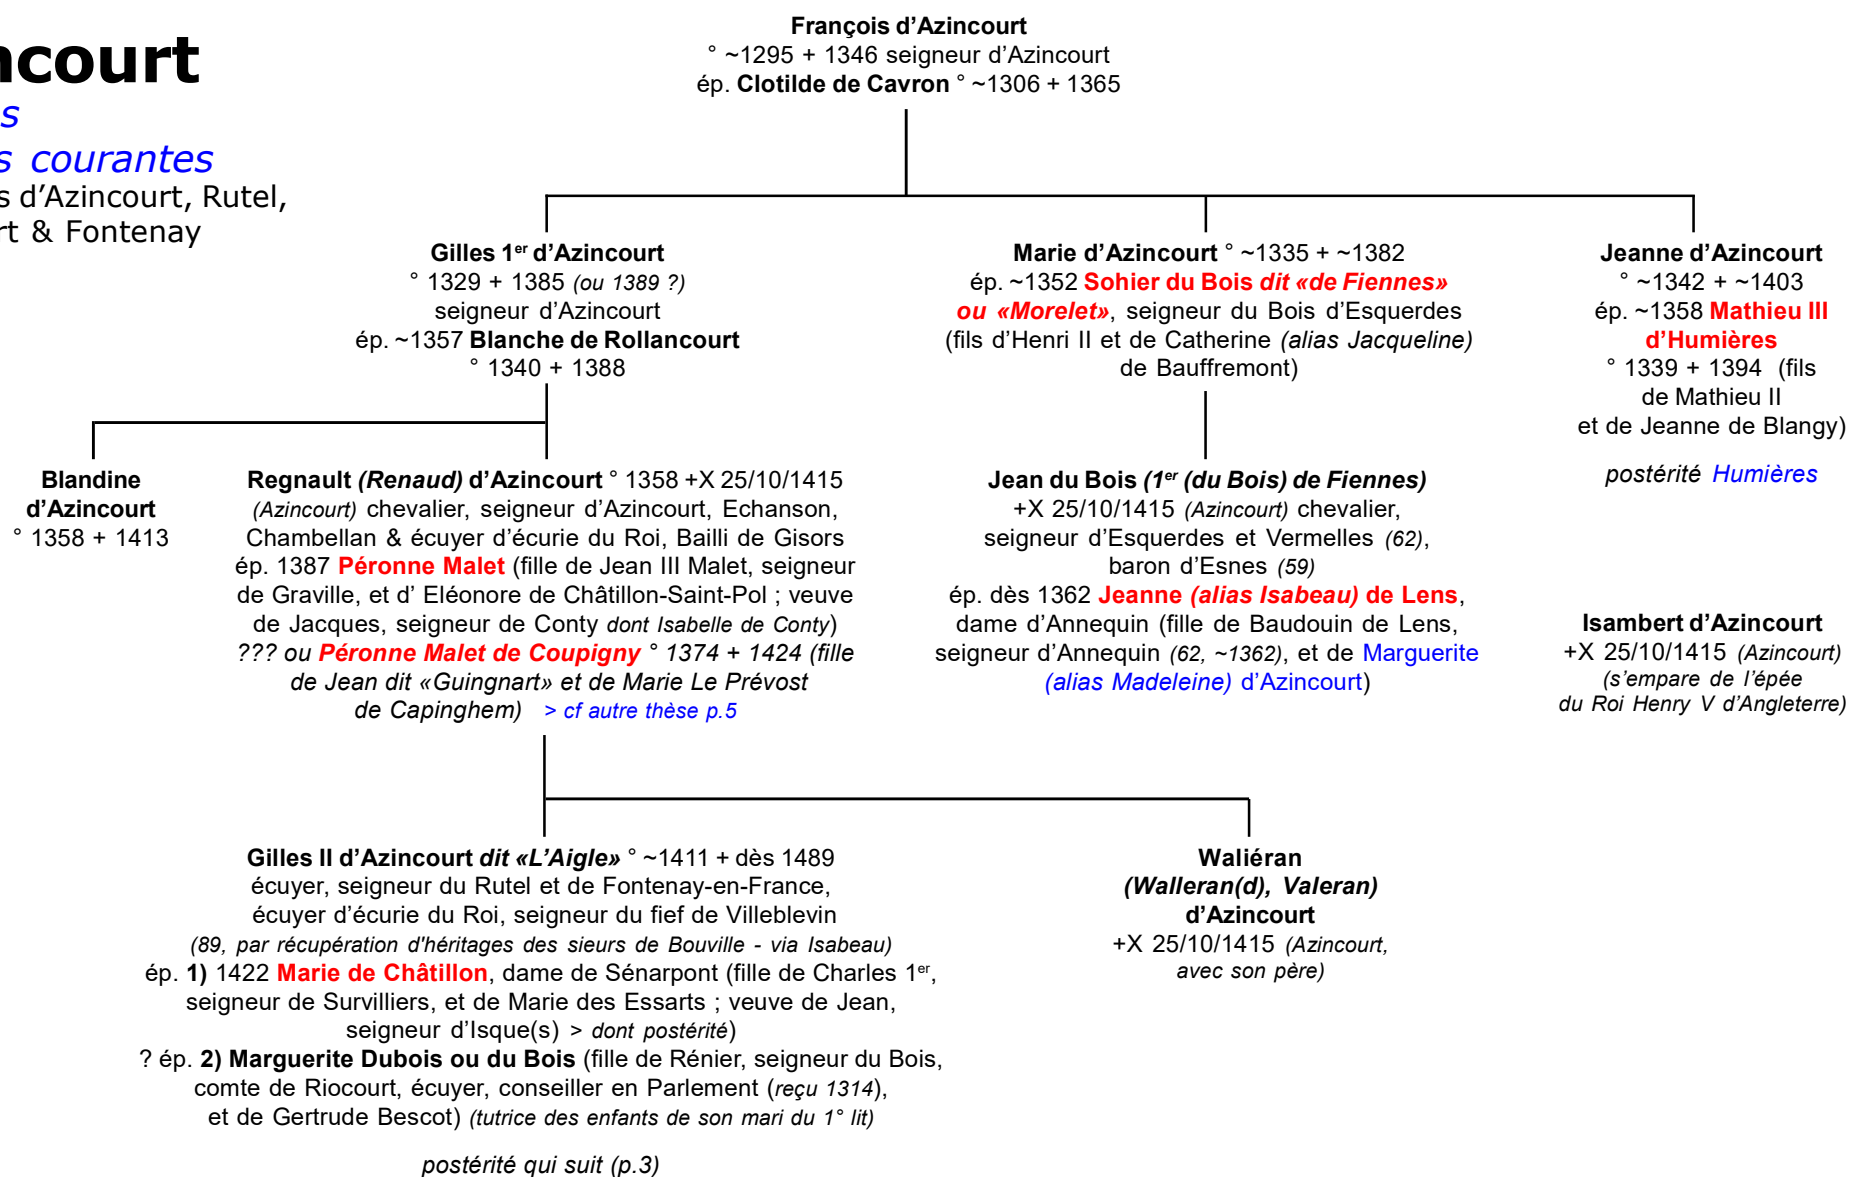 ncourt
s
s courantes
s d’Azincourt, Rutel,
rt & Fontenay
François d’Azincourt
° ~1295 + 1346 seigneur d’Azincourt
ép. Clotilde de Cavron ° ~1306 + 1365
Gilles 1er d’Azincourt
° 1329 + 1385 (ou 1389 ?)
seigneur d’Azincourt
ép. ~1357 Blanche de Rollancourt
° 1340 + 1388
Marie d’Azincourt ° ~1335 + ~1382
ép. ~1352 Sohier du Bois dit «de Fiennes»
ou «Morelet», seigneur du Bois d’Esquerdes
(fils d’Henri II et de Catherine (alias Jacqueline)
de Bauffremont)
Jeanne d’Azincourt
° ~1342 + ~1403
ép. ~1358 Mathieu III
d’Humières
° 1339 + 1394 (fils
de Mathieu II
et de Jeanne de Blangy)
postérité Humières
Blandine
d’Azincourt
° 1358 + 1413
Regnault (Renaud) d’Azincourt ° 1358 +X 25/10/1415
(Azincourt) chevalier, seigneur d’Azincourt, Echanson,
Chambellan & écuyer d’écurie du Roi, Bailli de Gisors
ép. 1387 Péronne Malet (fille de Jean III Malet, seigneur
de Graville, et d’ Eléonore de Châtillon-Saint-Pol ; veuve
de Jacques, seigneur de Conty dont Isabelle de Conty)
??? ou Péronne Malet de Coupigny ° 1374 + 1424 (fille
de Jean dit «Guingnart» et de Marie Le Prévost
de Capinghem) > cf autre thèse p.5
Jean du Bois (1er (du Bois) de Fiennes)
+X 25/10/1415 (Azincourt) chevalier,
seigneur d’Esquerdes et Vermelles (62),
baron d’Esnes (59)
ép. dès 1362 Jeanne (alias Isabeau) de Lens,
dame d’Annequin (fille de Baudouin de Lens,
seigneur d’Annequin (62, ~1362), et de Marguerite
(alias Madeleine) d’Azincourt)
Isambert d’Azincourt
+X 25/10/1415 (Azincourt)
(s’empare de l’épée
du Roi Henry V d’Angleterre)
Gilles II d’Azincourt dit «L’Aigle» ° ~1411 + dès 1489
écuyer, seigneur du Rutel et de Fontenay-en-France,
écuyer d’écurie du Roi, seigneur du fief de Villeblevin
(89, par récupération d'héritages des sieurs de Bouville - via Isabeau)
ép. 1) 1422 Marie de Châtillon, dame de Sénarpont (fille de Charles 1er,
seigneur de Survilliers, et de Marie des Essarts ; veuve de Jean,
seigneur d’Isque(s) > dont postérité)
? ép. 2) Marguerite Dubois ou du Bois (fille de Rénier, seigneur du Bois,
comte de Riocourt, écuyer, conseiller en Parlement (reçu 1314),
et de Gertrude Bescot) (tutrice des enfants de son mari du 1° lit)
postérité qui suit (p.3)
Waliéran
(Walleran(d), Valeran)
d’Azincourt
+X 25/10/1415 (Azincourt,
avec son père)